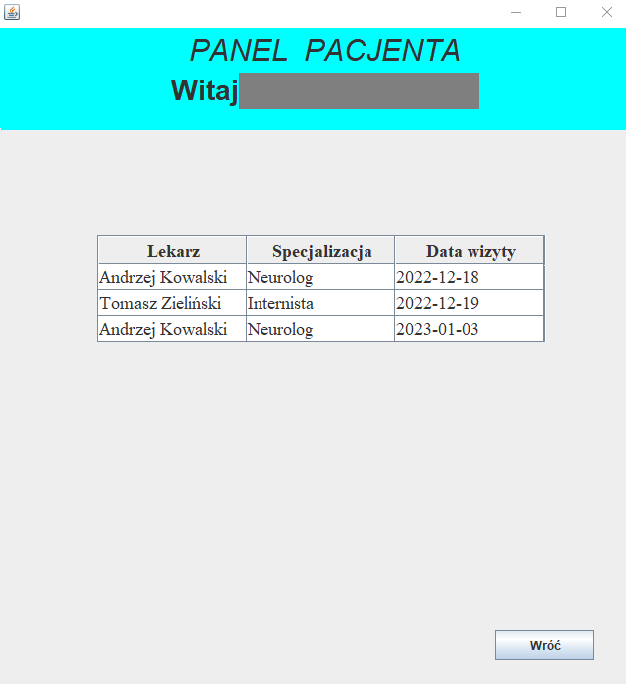 PANEL PACJENTA
Witaj
Lekarz Specjalizacja Data wizyty
Andrzej Kowalski Neurolog 2022-12-18
Tomasz Zieliński Internista 2022-12-19
Andrzej Kowalski Neurolog 2023-01-03
Wróć